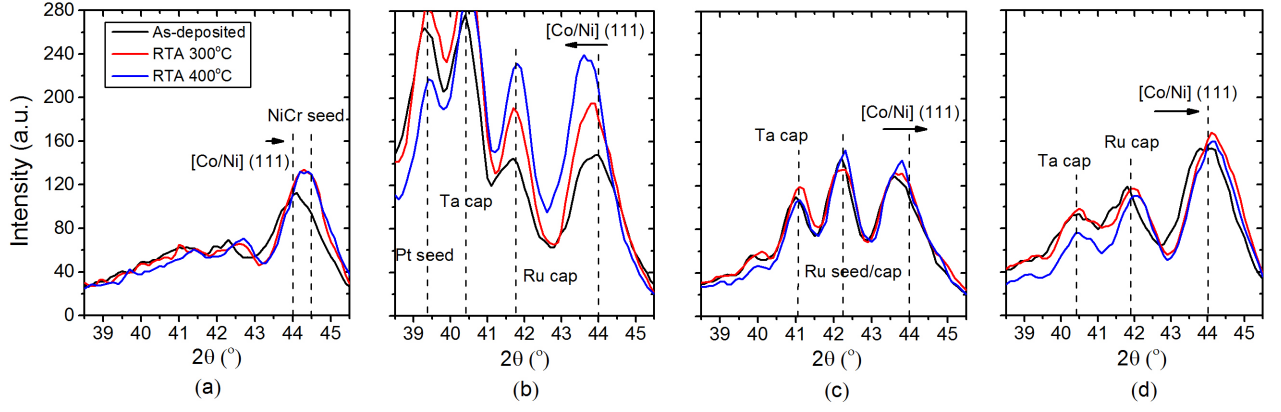 As-deposited
RTA 300°C
RTA 400°C
NiCr seed
[Co/Ni] (111)
Intensity (a.u.)
280
240
200
160
120
80
40
0
39 40 41 42 43 44 45
2θ (°)
(a)
[Co/Ni] (111)
Ta cap
Pt seed
Ru cap
39 40 41 42 43 44 45
2θ (°)
(b)
[Co/Ni] (111)
Ta cap
Ru seed/cap
39 40 41 42 43 44 45
2θ (°)
(c)
[Co/Ni] (111)
Ru cap
Ta cap
39 40 41 42 43 44 45
2θ (°)
(d)